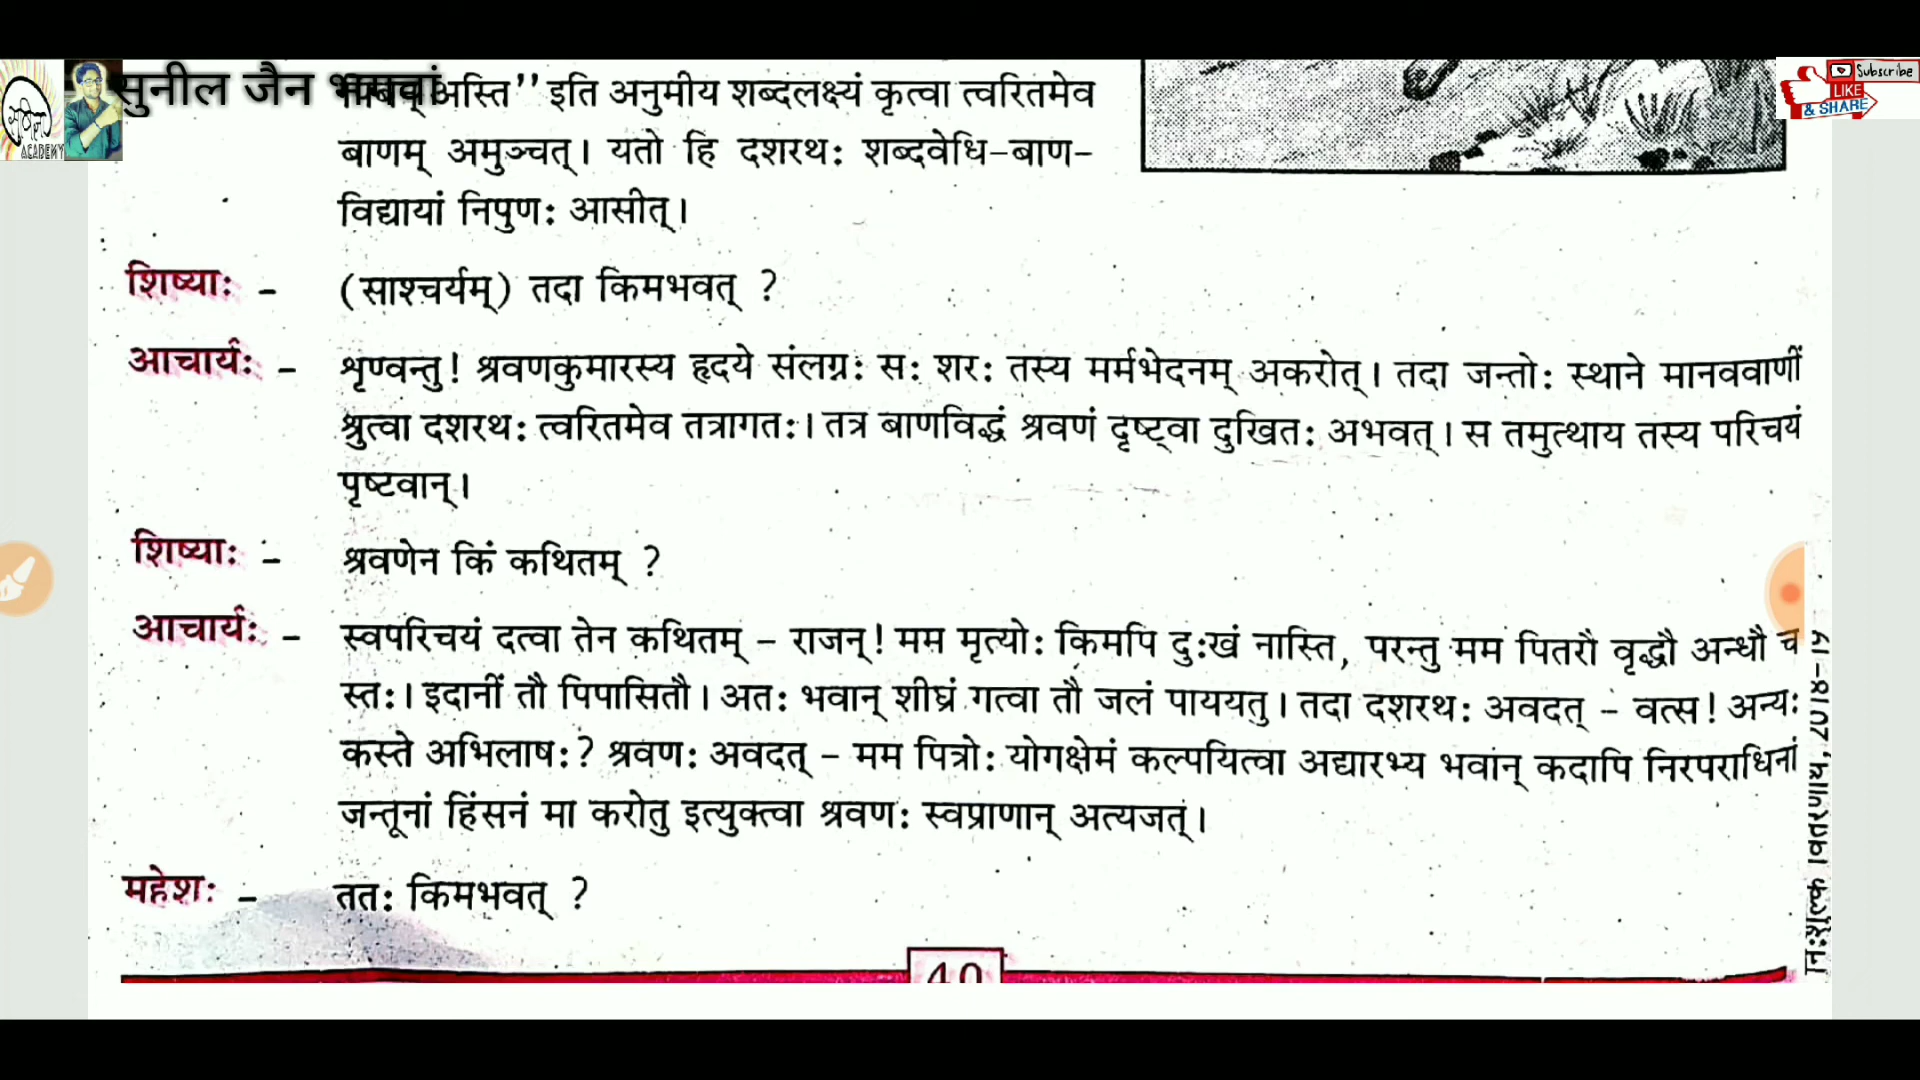 सुनील जैन भगवां
ACADEMY
Subscribe
LIKE
& SHARE
अस्ति’’ इति अनुमीय शब्दलक्ष्यं कृत्वा त्वरितमेव
बाणम् अमुञ्चत्। यतो हि दशरथः शब्दवेधि-बाण-
विद्यायां निपुणः आसीत्।
शिष्याः - (साश्चर्यम्) तदा किमभवत् ?
आचार्यः - शृण्वन्तु! श्रवणकुमारस्य हृदये संलग्नः सः शरः तस्य मर्मभेदनम् अकरोत्। तदा जन्तोः स्थाने मानववाणीं
श्रुत्वा दशरथः त्वरितमेव तत्रागतः। तत्र बाणविद्धं श्रवणं दृष्ट्वा दुखितः अभवत्। स तमुत्थाय तस्य परिचयं
पृष्टवान्।
शिष्याः - श्रवणेन किं कथितम् ?
आचार्यः - स्वपरिचयं दत्वा तेन कथितम् - राजन्! मम मृत्योः किमपि दुःखं नास्ति, परन्तु मम पितरौ वृद्धौ अन्धौ च
स्तः। इदानीं तौ पिपासितौ। अतः भवान् शीघ्रं गत्वा तौ जलं पाययतु। तदा दशरथः अवदत् - वत्स! अन्यः
कस्ते अभिलाषः? श्रवणः अवदत् - मम पित्रोः योगक्षेमं कल्पयित्वा अद्यारभ्य भवान् कदापि निरपराधिनां
जन्तूनां हिंसनं मा करोतु इत्युक्त्वा श्रवणः स्वप्राणान् अत्यजत्।
महेशः - ततः किमभवत् ?
40
निःशुल्क वितरणाय, 2018-19